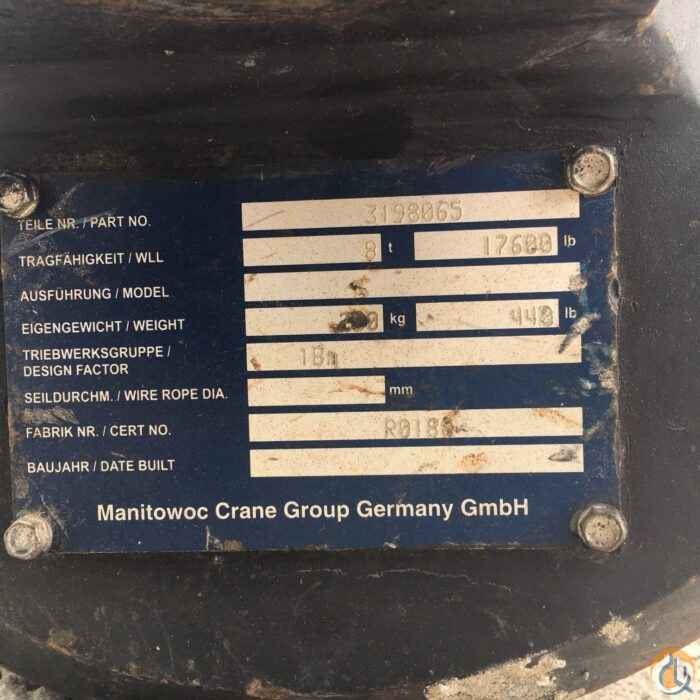 TEILE NR. / PART NO. 3198065
TRAGFÄHIGKEIT / WLL 8 t 17600 lb
AUSFÜHRUNG / MODEL
EIGENGEWICHT / WEIGHT kg 440 lb
TRIEBWERKSGRUPPE /
DESIGN FACTOR 1Bm
SEILDURCHM. / WIRE ROPE DIA. mm
FABRIK NR. / CERT NO.
BAUJAHR / DATE BUILT
Manitowoc Crane Group Germany GmbH